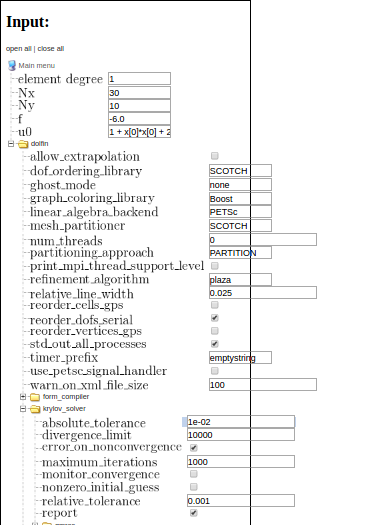 Input:
open all | close all
Main menu
element degree 1
Nx 30
Ny 10
f -6.0
u0 1 + x[0]*x[0] + 2
dolfin
allow_extrapolation
dof_ordering_library SCOTCH
ghost_mode none
graph_coloring_library Boost
linear_algebra_backend PETSc
mesh_partitioner SCOTCH
num_threads 0
partitioning_approach PARTITION
print_mpi_thread_support_level
refinement_algorithm plaza
relative_line_width 0.025
reorder_cells_gps
reorder_dofs_serial
reorder_vertices_gps
std_out_all_processes
timer_prefix emptystring
use_petsc_signal_handler
warn_on_xml_file_size 100
form_compiler
krylov_solver
absolute_tolerance 1e-02
divergence_limit 10000
error_on_nonconvergence
maximum_iterations 1000
monitor_convergence
nonzero_initial_guess
relative_tolerance 0.001
report